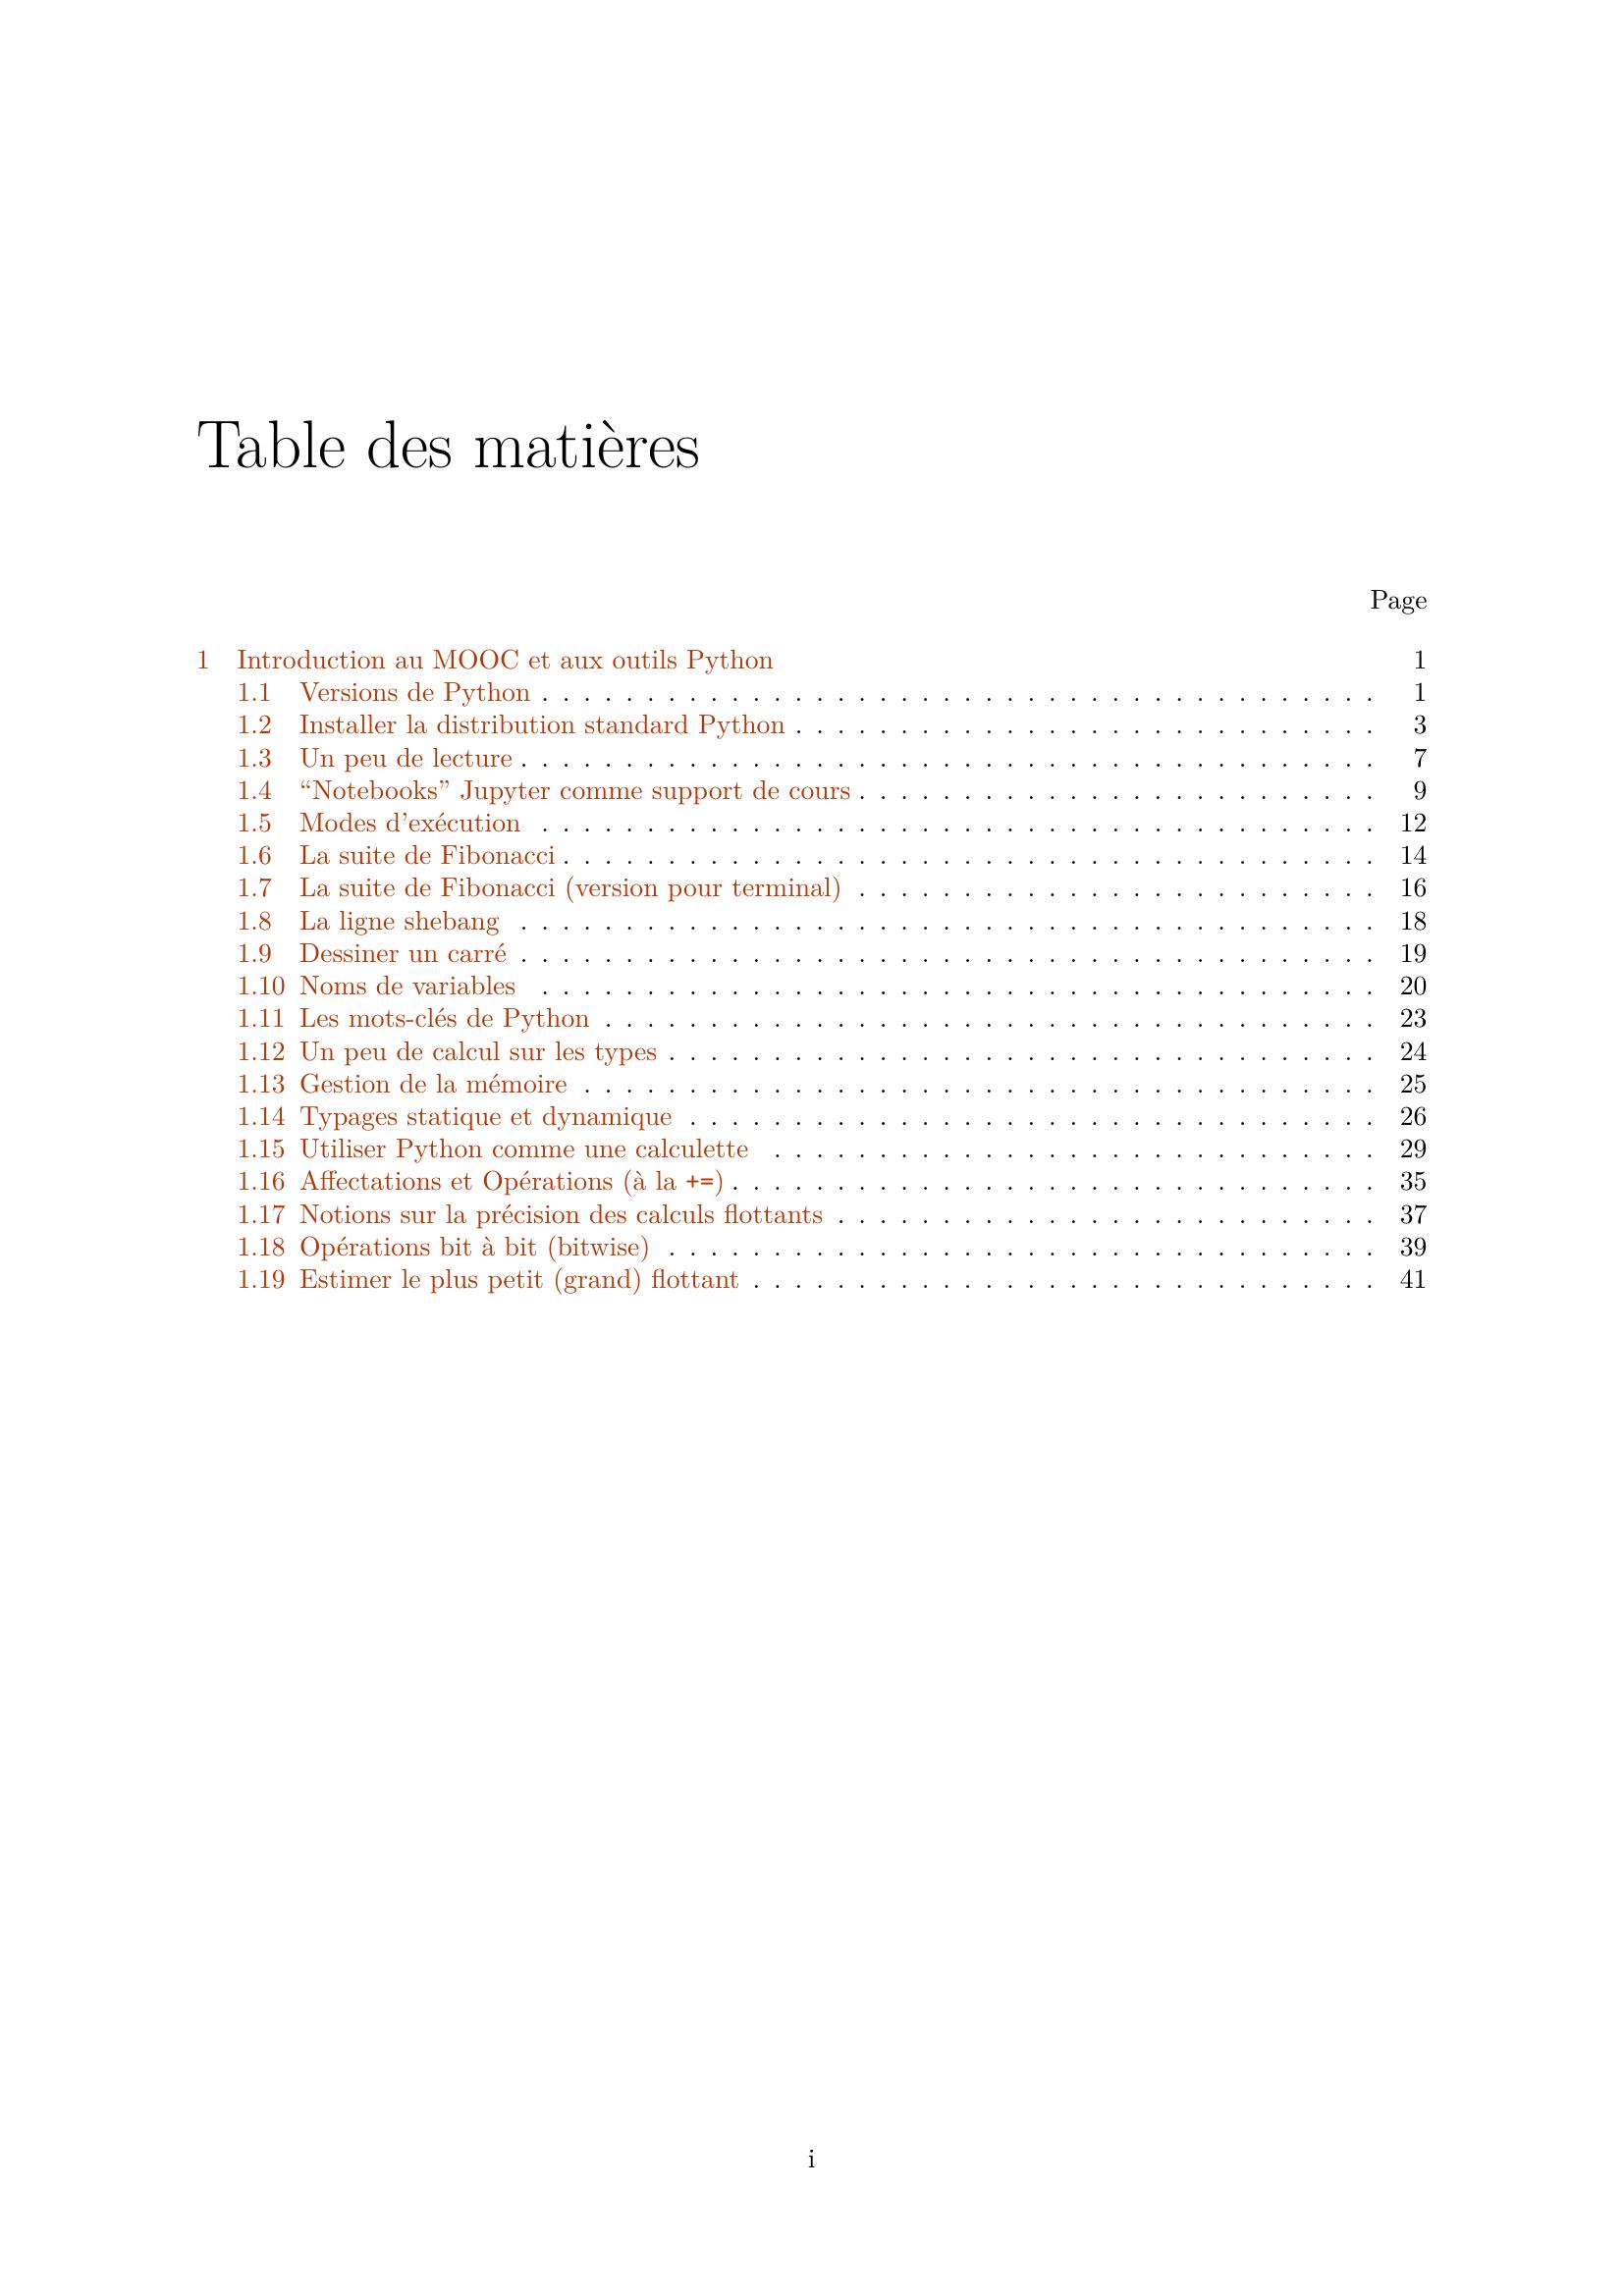 Table des matières
Page
1 Introduction au MOOC et aux outils Python 1
1.1 Versions de Python . . . . . . . . . . . . . . . . . . . . . . . . . . . . . . . . . . . . . . . . 1
1.2 Installer la distribution standard Python . . . . . . . . . . . . . . . . . . . . . . . . . . . . 3
1.3 Un peu de lecture . . . . . . . . . . . . . . . . . . . . . . . . . . . . . . . . . . . . . . . . . 7
1.4 “Notebooks” Jupyter comme support de cours . . . . . . . . . . . . . . . . . . . . . . . . . 9
1.5 Modes d’exécution . . . . . . . . . . . . . . . . . . . . . . . . . . . . . . . . . . . . . . . . 12
1.6 La suite de Fibonacci . . . . . . . . . . . . . . . . . . . . . . . . . . . . . . . . . . . . . . . 14
1.7 La suite de Fibonacci (version pour terminal) . . . . . . . . . . . . . . . . . . . . . . . . . 16
1.8 La ligne shebang . . . . . . . . . . . . . . . . . . . . . . . . . . . . . . . . . . . . . . . . . 18
1.9 Dessiner un carré . . . . . . . . . . . . . . . . . . . . . . . . . . . . . . . . . . . . . . . . . 19
1.10 Noms de variables . . . . . . . . . . . . . . . . . . . . . . . . . . . . . . . . . . . . . . . . 20
1.11 Les mots-clés de Python . . . . . . . . . . . . . . . . . . . . . . . . . . . . . . . . . . . . . 23
1.12 Un peu de calcul sur les types . . . . . . . . . . . . . . . . . . . . . . . . . . . . . . . . . . 24
1.13 Gestion de la mémoire . . . . . . . . . . . . . . . . . . . . . . . . . . . . . . . . . . . . . . 25
1.14 Typages statique et dynamique . . . . . . . . . . . . . . . . . . . . . . . . . . . . . . . . . 26
1.15 Utiliser Python comme une calculette . . . . . . . . . . . . . . . . . . . . . . . . . . . . . 29
1.16 Affectations et Opérations (à la +=) . . . . . . . . . . . . . . . . . . . . . . . . . . . . . . . 35
1.17 Notions sur la précision des calculs flottants . . . . . . . . . . . . . . . . . . . . . . . . . . 37
1.18 Opérations bit à bit (bitwise) . . . . . . . . . . . . . . . . . . . . . . . . . . . . . . . . . . 39
1.19 Estimer le plus petit (grand) flottant . . . . . . . . . . . . . . . . . . . . . . . . . . . . . . 41
i